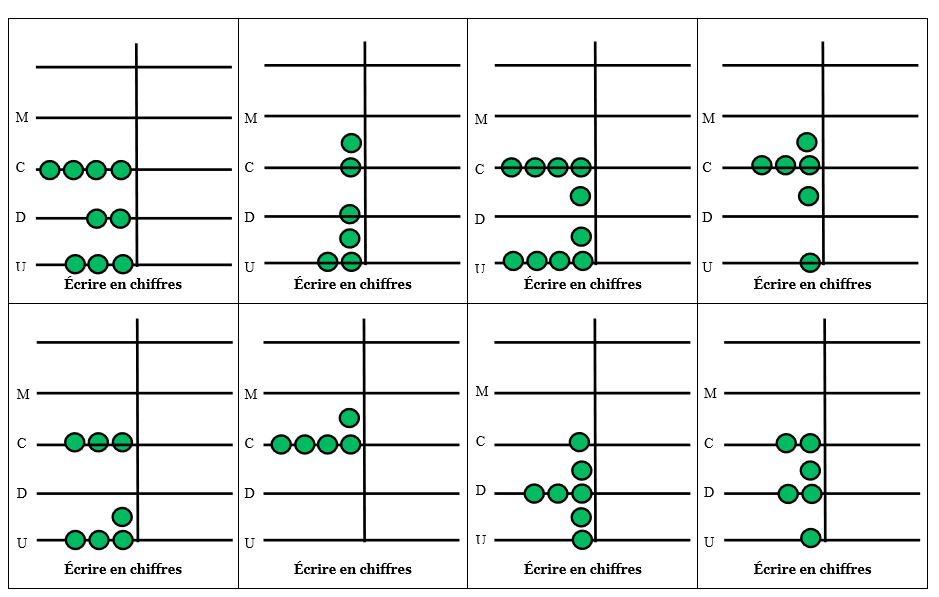 M
C
D
U
Écrire en chiffres
M
C
D
U
Écrire en chiffres
M
C
D
U
Écrire en chiffres
M
C
D
U
Écrire en chiffres
M
C
D
U
Écrire en chiffres
M
C
D
U
Écrire en chiffres
M
C
D
U
Écrire en chiffres
M
C
D
U
Écrire en chiffres